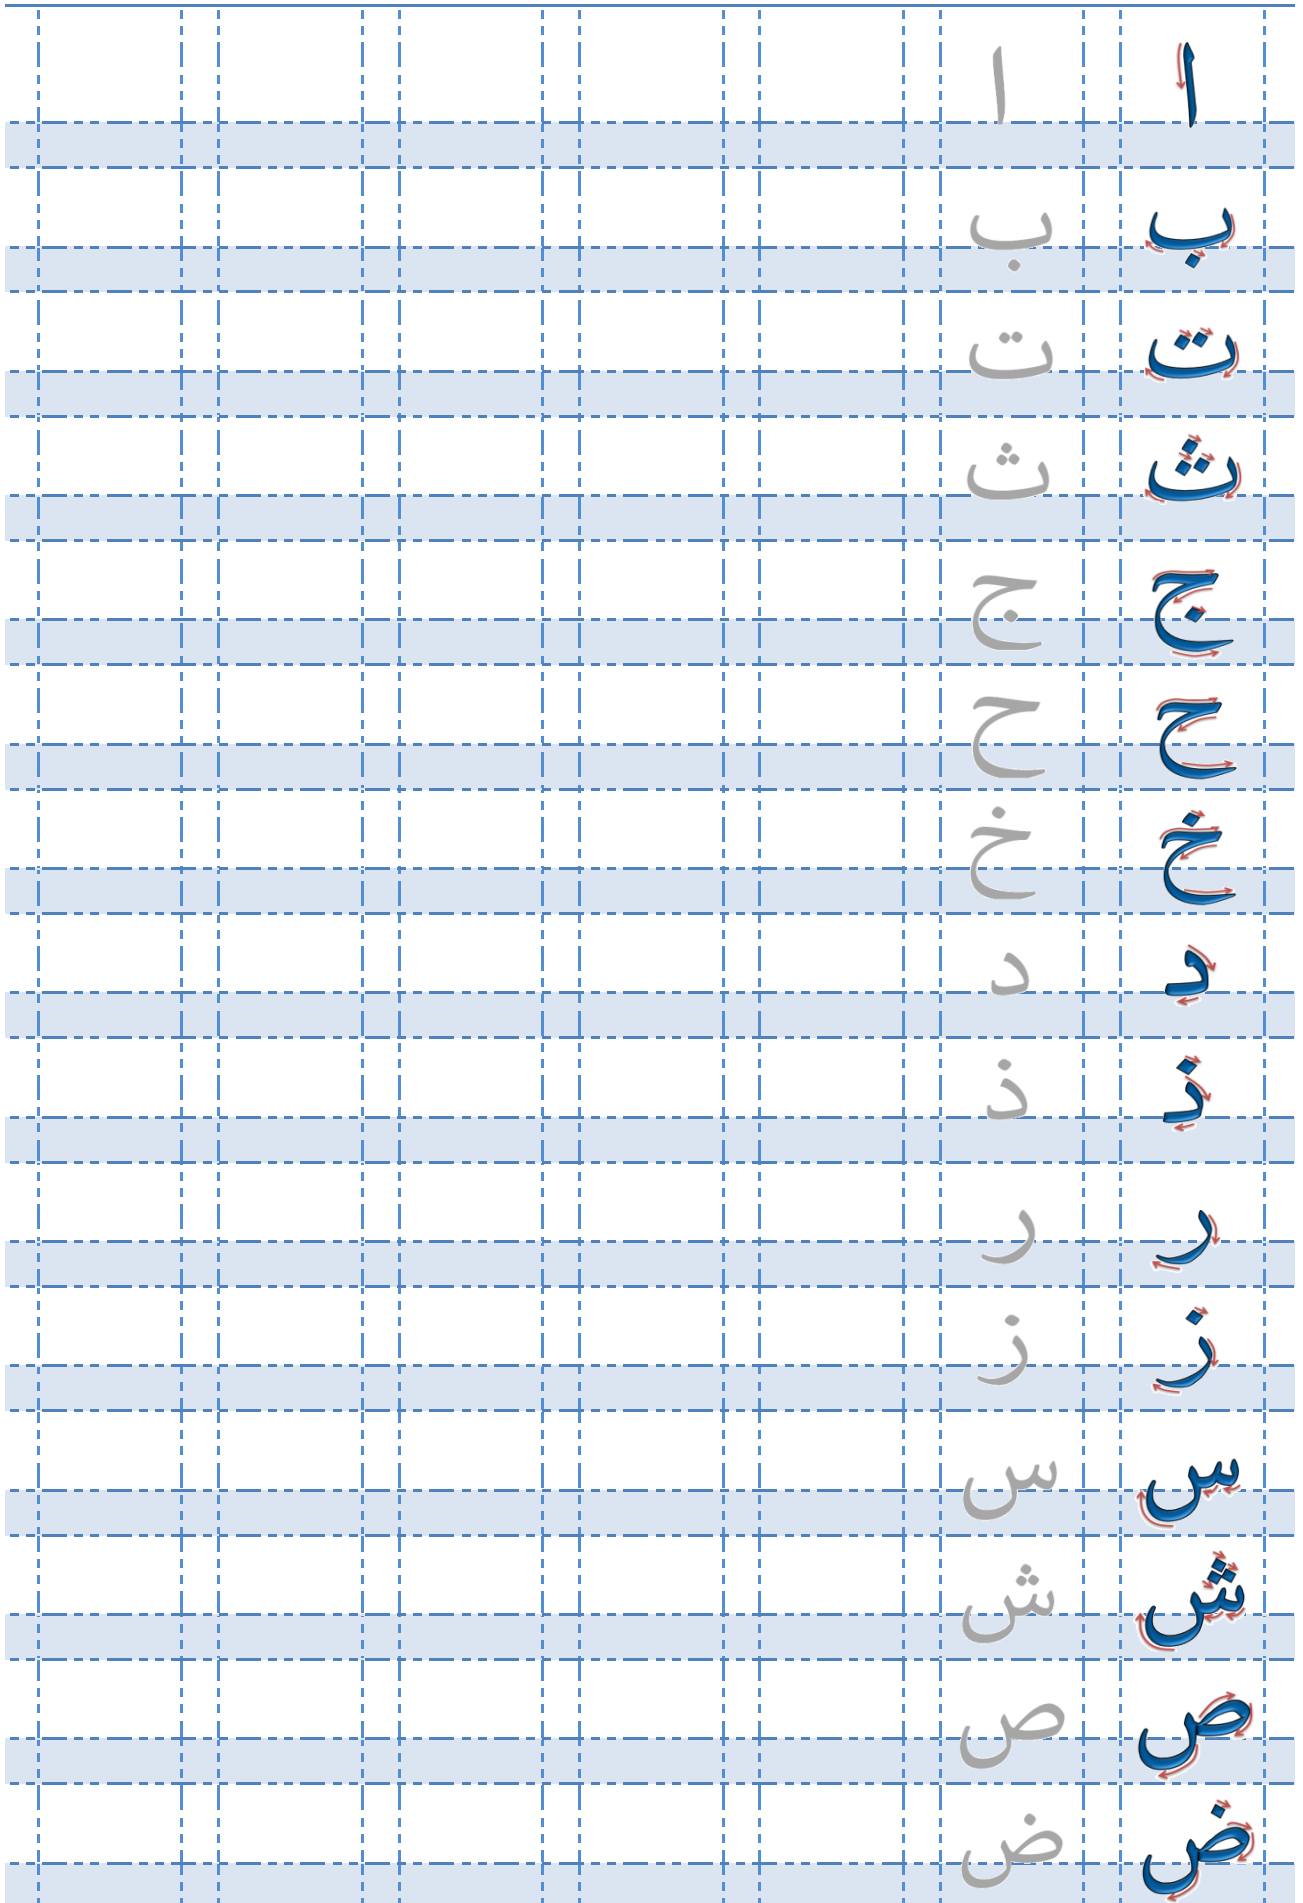 ا ا
ب ب
ت ت
ث ث
ج ج
ح ح
خ خ
د د
ذ ذ
ر ر
ز ز
س س
ش ش
ص ص
ض ض